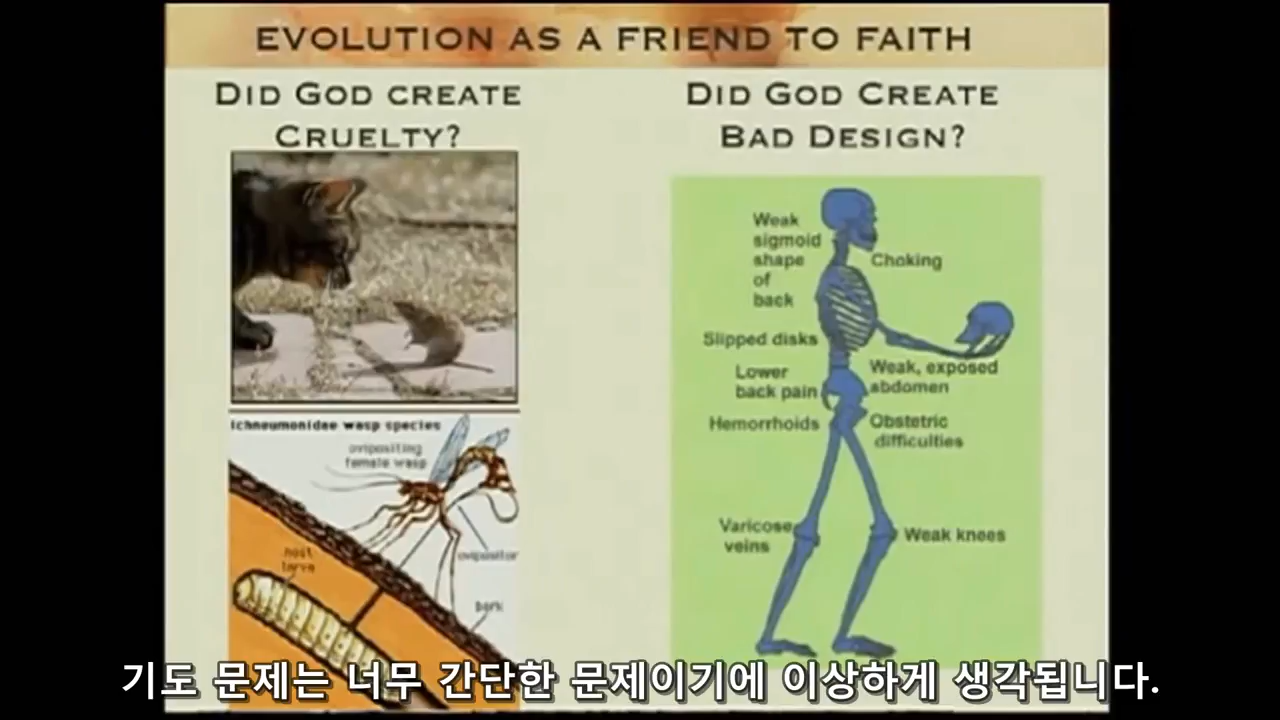 EVOLUTION AS A FRIEND TO FAITH
DID GOD CREATE
CRUELTY?
DID GOD CREATE
BAD DESIGN?
Ichneumonidae wasp species
ovipositing
female wasp
ovipositor
host
larva
bark
Weak
sigmoid
shape
of
back
Choking
Slipped disks
Lower
back pain
Weak, exposed
abdomen
Hemorrhoids
Obstetric
difficulties
Varicose
veins
Weak knees
기도 문제는 너무 간단한 문제이기에 이상하게 생각됩니다.